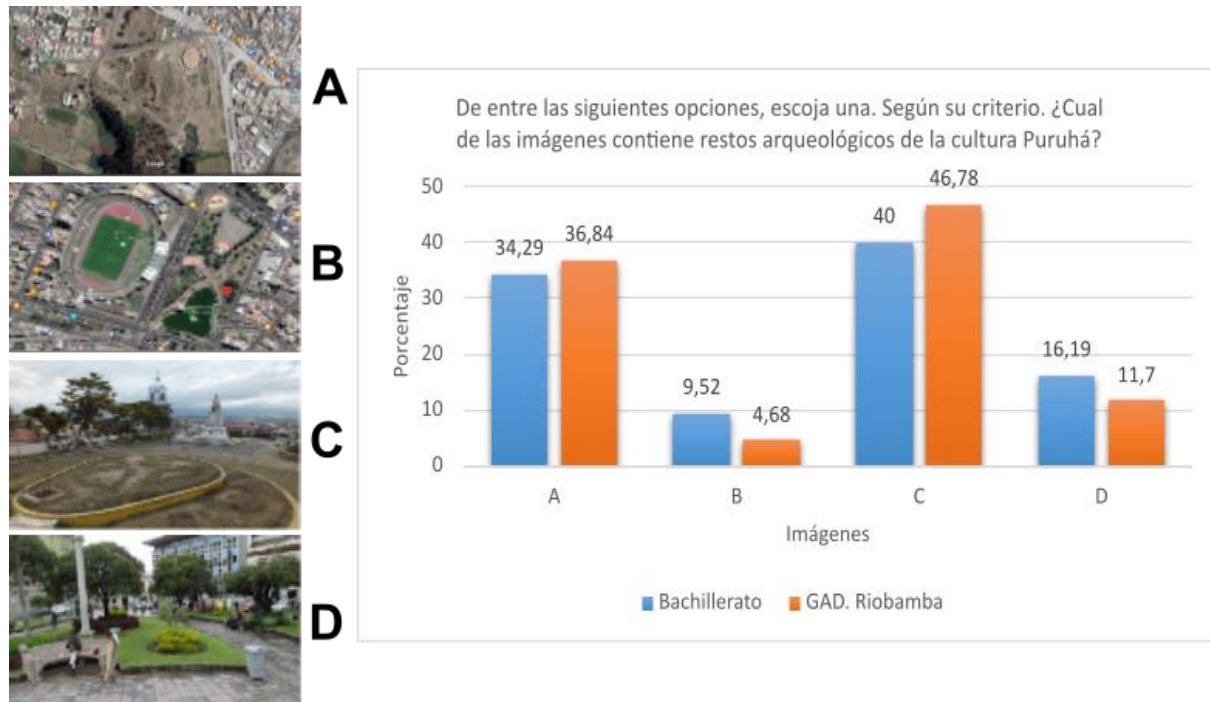 A
B
C
D
De entre las siguientes opciones, escoja una. Según su criterio. ¿Cual
de las imágenes contiene restos arqueológicos de la cultura Puruhá?
Porcentaje
50
40
30
20
10
0
34,29
36,84
9,52
4,68
40
46,78
16,19
11,7
A
B
C
D
Imágenes
Bachillerato
GAD. Riobamba